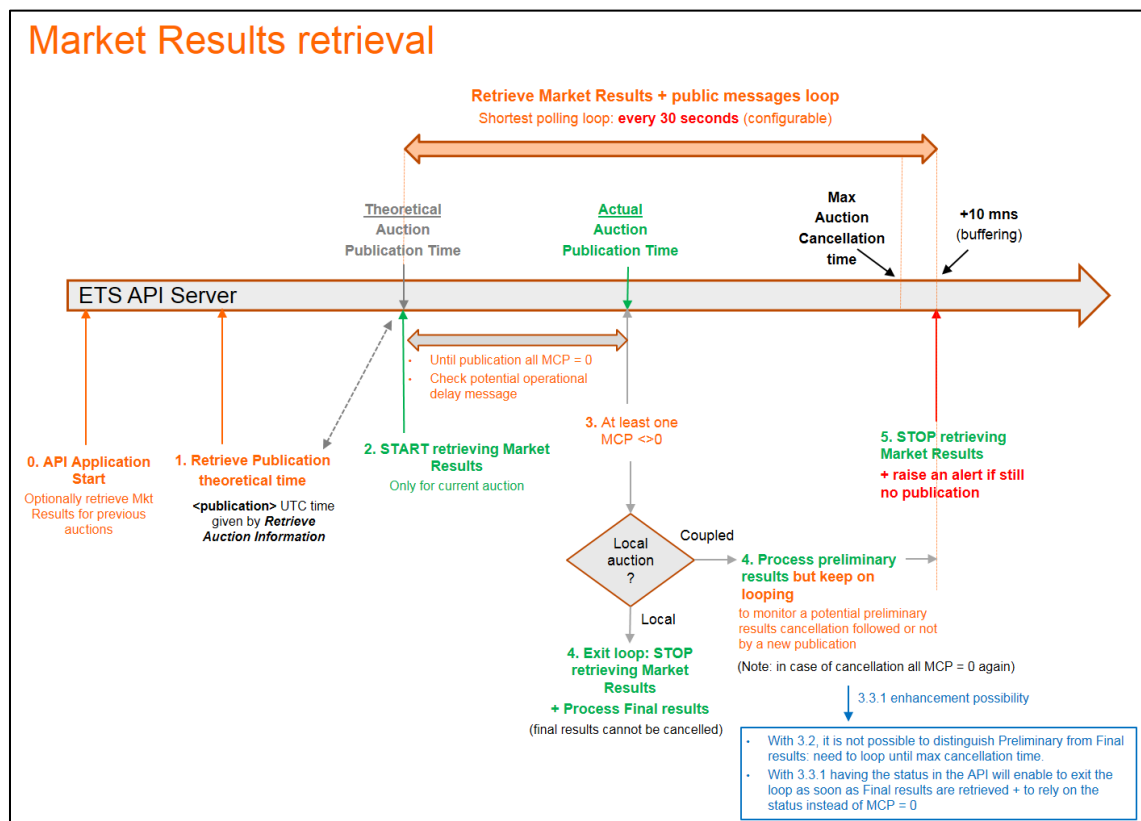 Market Results retrieval
Retrieve Market Results + public messages loop
Shortest polling loop: every 30 seconds (configurable)
Theoretical
Auction
Publication Time
Actual
Auction
Publication Time
Max
Auction
Cancellation
time
+10 mns
(buffering)
ETS API Server
• Until publication all MCP = 0
• Check potential operational
delay message
0. API Application
Start
Optionally retrieve Mkt
Results for previous
auctions
1. Retrieve Publication
theoretical time
<publication> UTC time
given by Retrieve
Auction Information
2. START retrieving Market
Results
Only for current auction
3. At least one
MCP <>0
5. STOP retrieving
Market Results
+ raise an alert if still
no publication
Local
auction
?
Coupled
Local
4. Process preliminary
results but keep on
looping
to monitor a potential preliminary
results cancellation followed or not
by a new publication
(Note: in case of cancellation all MCP = 0 again)
4. Exit loop: STOP
retrieving Market
Results
+ Process Final results
(final results cannot be cancelled)
3.3.1 enhancement possibility
• With 3.2, it is not possible to distinguish Preliminary from Final
results: need to loop until max cancellation time.
• With 3.3.1 having the status in the API will enable to exit the
loop as soon as Final results are retrieved + to rely on the
status instead of MCP = 0